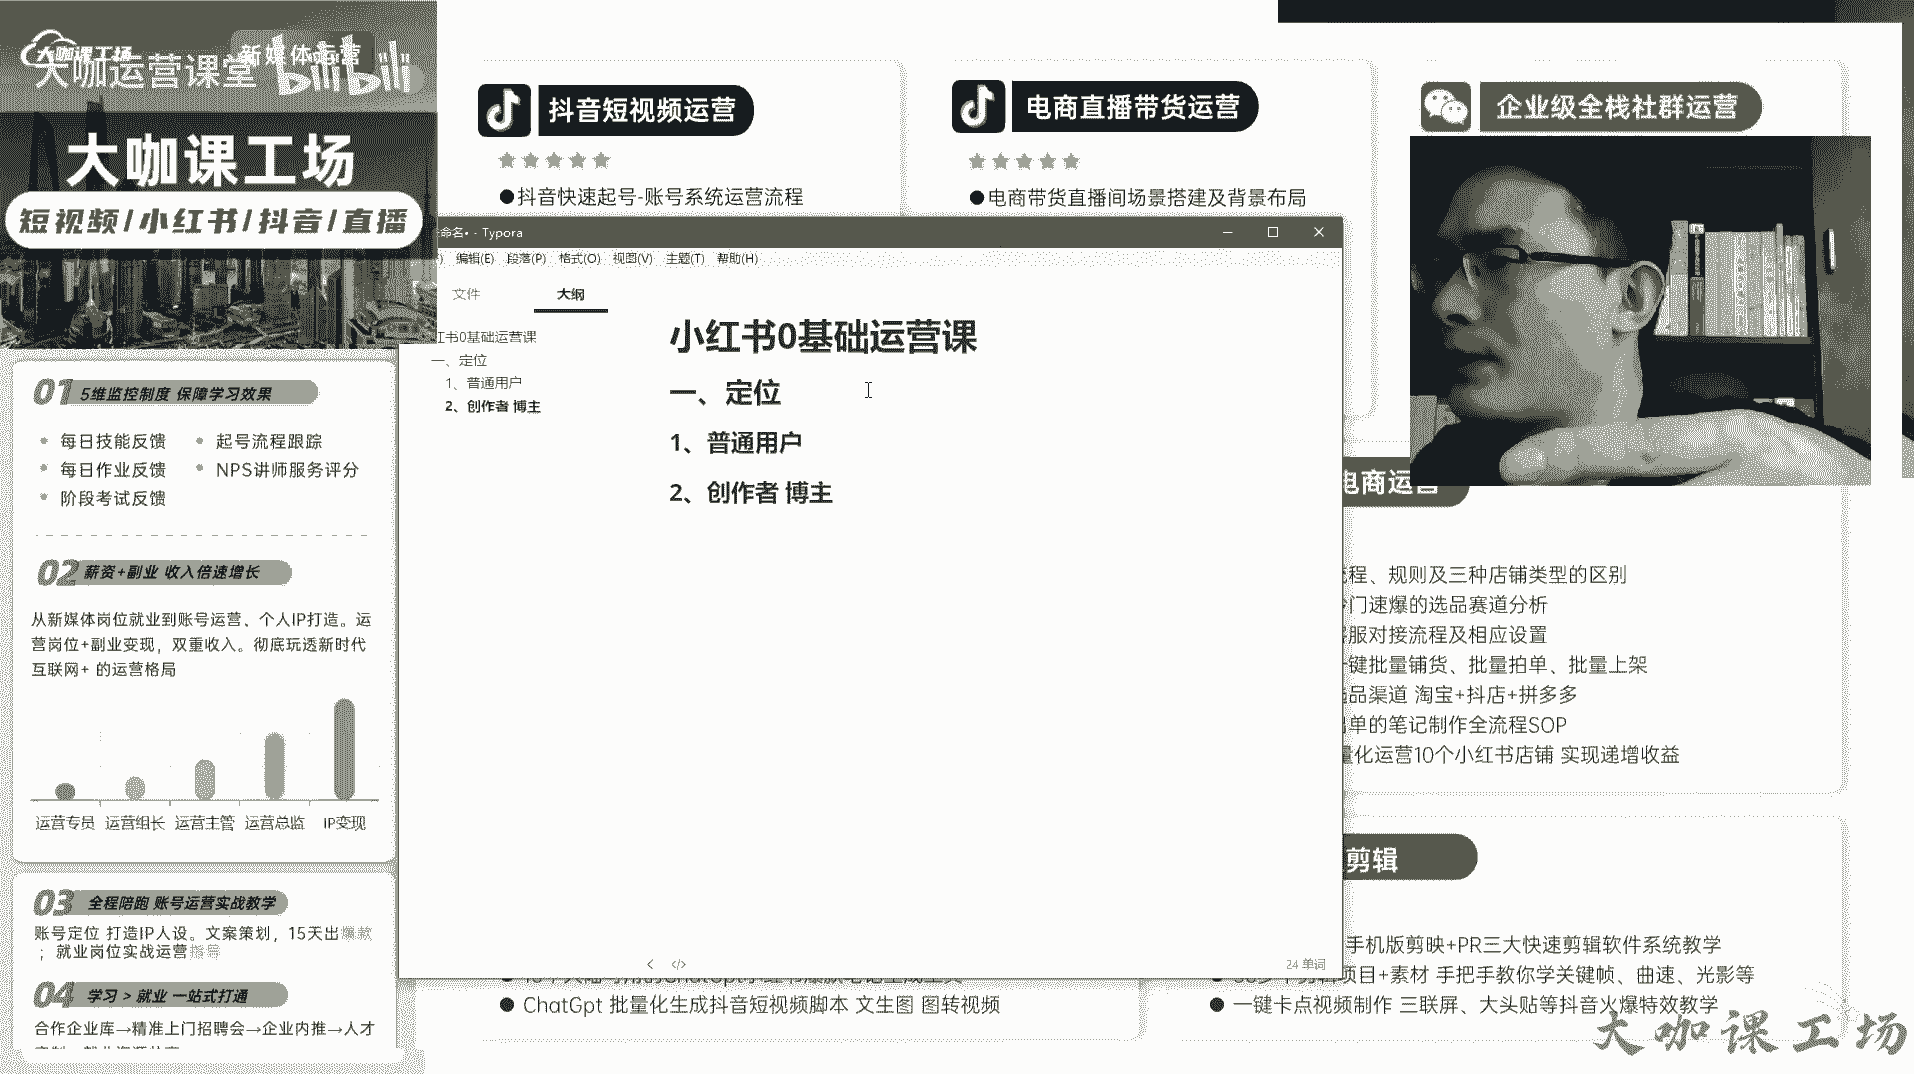 大咖课工场
新媒体运营
大咖运营课堂
bilibili
大咖课工场
短视频/小红书/抖音/直播
01 5维监控制度 保障学习效果
每日技能反馈
起号流程跟踪
每日作业反馈
NPS讲师服务评分
阶段考试反馈
02 薪资+副业 收入倍速增长
从新媒体岗位就业到账号运营、个人IP打造。运
营岗位+副业变现，双重收入。彻底玩透新时代
互联网+ 的运营格局
运营专员 运营组长 运营主管 运营总监 IP变现
03 全程陪跑 账号运营实战教学
账号定位 打造IP人设。文案策划，15天出爆款
；就业岗位实战运营指导
04 学习 > 就业 一站式打通
合作企业库→精准上门招聘会→企业内推→人才
抖音短视频运营
●抖音快速起号-账号系统运营流程
电商直播带货运营
●电商带货直播间场景搭建及背景布局
企业级全栈社群运营
命名• - Typora
编辑(E) 段落(P) 格式(O) 视图(V) 主题(T) 帮助(H)
文件
大纲
红书0基础运营课
一、定位
1、普通用户
2、创作者 博主
小红书0基础运营课
一、定位
1、普通用户
2、创作者 博主
24 单词
电商运营
流程、规则及三种店铺类型的区别
门速爆的选品赛道分析
客服对接流程及相应设置
一键批量铺货、批量拍单、批量上架
选品渠道 淘宝+抖店+拼多多
出单的笔记制作全流程SOP
量化运营10个小红书店铺 实现递增收益
剪辑
手机版剪映+PR三大快速剪辑软件系统教学
项目+素材 手把手教你学关键帧、曲速、光影等
● 一键卡点视频制作 三联屏、大头贴等抖音火爆特效教学
● ChatGpt 批量化生成抖音短视频脚本 文生图 图转视频
大咖课工场